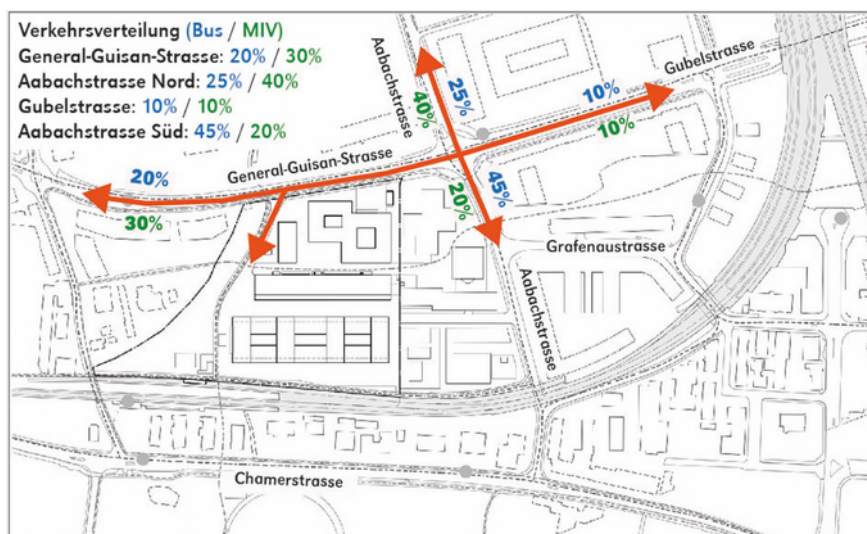 Verkehrsverteilung (Bus / MIV)
General-Guisan-Strasse: 20% / 30%
Aabachstrasse Nord: 25% / 40%
Gubelstrasse: 10% / 10%
Aabachstrasse Süd: 45% / 20%
Aabachstrasse
Gubelstrasse
25%
40%
10%
10%
General-Guisan-Strasse
20%
30%
20%
45%
Grafenaustrasse
Aabachstrasse
Chamerstrasse